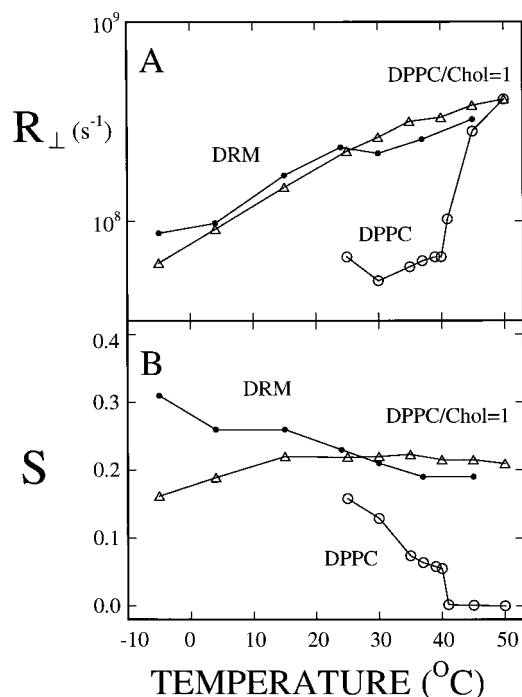 10⁹
A
DPPC/Chol=1
R⊥ (s⁻¹)
DRM
10⁸
DPPC
0.4
B
DRM
0.3
DPPC/Chol=1
S
0.2
0.1
DPPC
0.0
-10 0 10 20 30 40 50
TEMPERATURE (⁰C)